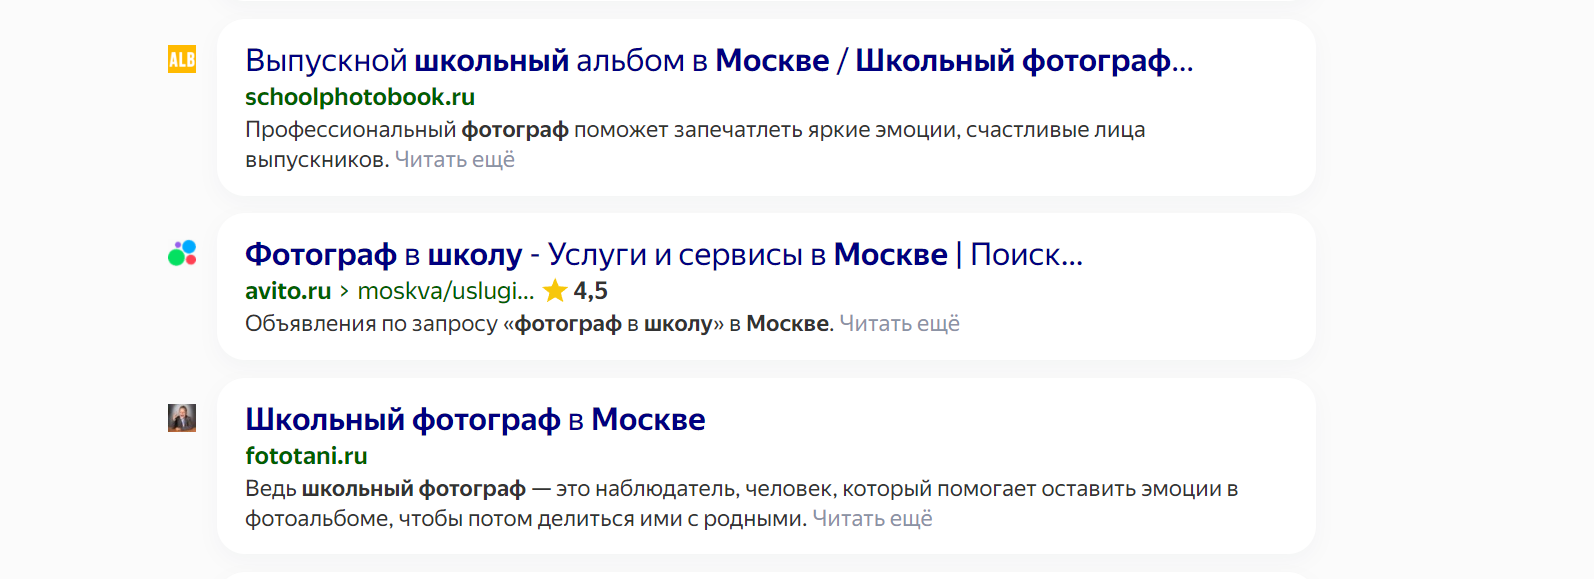 ALB
Выпускной школьный альбом в Москве / Школьный фотограф...
schoolphotobook.ru
Профессиональный фотограф поможет запечатлеть яркие эмоции, счастливые лица
выпускников. Читать ещё
Фотограф в школу - Услуги и сервисы в Москве | Поиск...
avito.ru > moskva/uslugi... ★ 4,5
Объявления по запросу «фотограф в школу» в Москве. Читать ещё
Школьный фотограф в Москве
fototani.ru
Ведь школьный фотограф — это наблюдатель, человек, который помогает оставить эмоции в
фотоальбоме, чтобы потом делиться ими с родными. Читать ещё